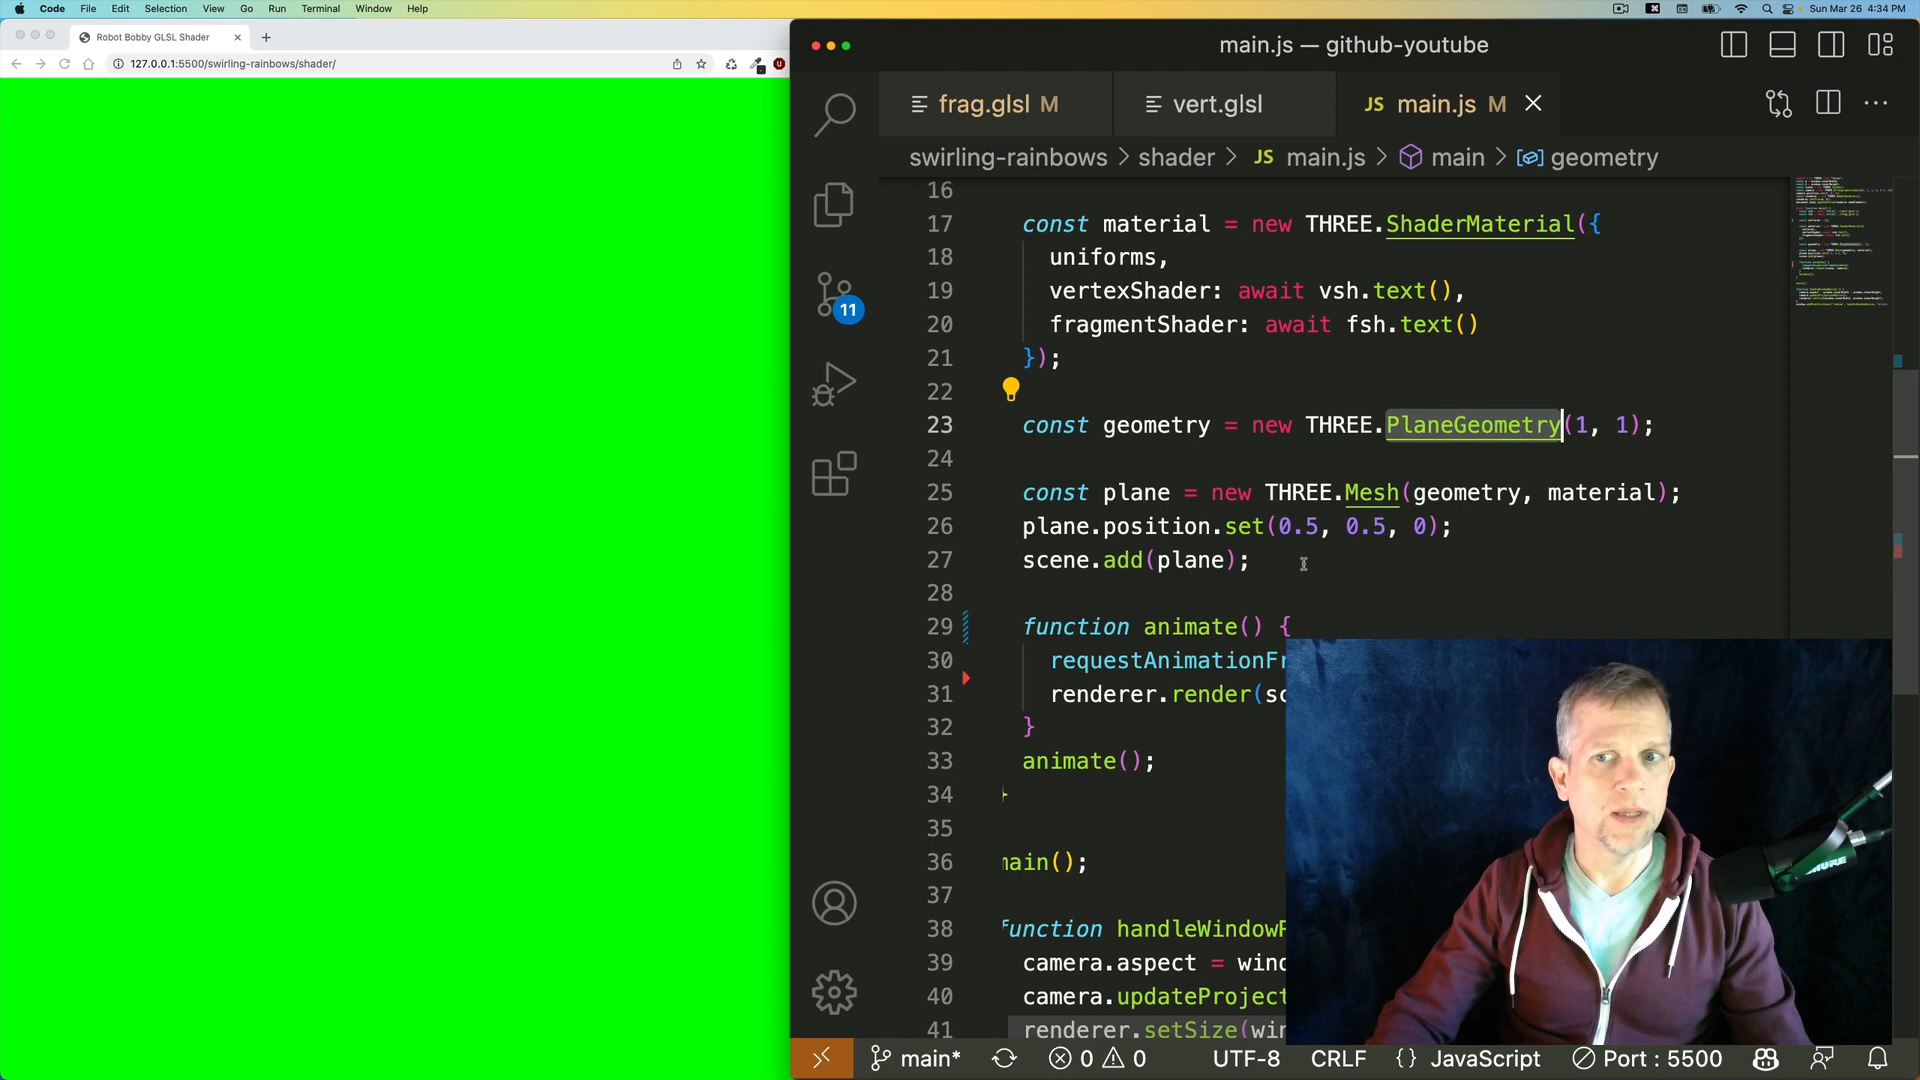 Code File Edit Selection View Go Run Terminal Window Help
Sun Mar 26 4:34 PM
Robot Bobby GLSL Shader
127.0.0.1:5500/swirling-rainbows/shader/
main.js — github-youtube
frag.glsl M
vert.glsl
JS main.js M
swirling-rainbows > shader > JS main.js > main > geometry
16
17 const material = new THREE.ShaderMaterial({
18 uniforms,
19 vertexShader: await vsh.text(),
20 fragmentShader: await fsh.text()
21 });
22
23 const geometry = new THREE.PlaneGeometry(1, 1);
24
25 const plane = new THREE.Mesh(geometry, material);
26 plane.position.set(0.5, 0.5, 0);
27 scene.add(plane);
28
29 function animate() {
30 requestAnimationFr
31 renderer.render(sc
32 }
33 animate();
34 }
35
36 main();
37
38 function handleWindowR
39 camera.aspect = wind
40 camera.updateProject
41 renderer.setSize(win
11
main* 0 0 UTF-8 CRLF {} JavaScript Port : 5500
SHURE